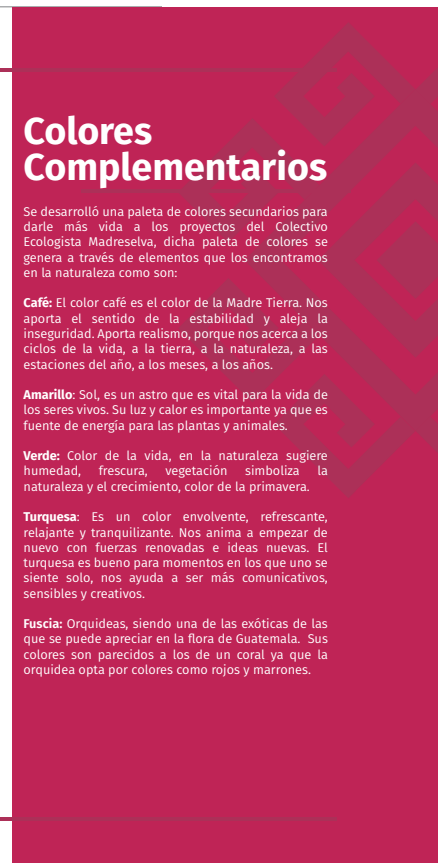 Colores
Complementarios
Se desarrolló una paleta de colores secundarios para
darle más vida a los proyectos del Colectivo
Ecologista Madreselva, dicha paleta de colores se
genera a través de elementos que los encontramos
en la naturaleza como son:
Café: El color café es el color de la Madre Tierra. Nos
aporta el sentido de la estabilidad y aleja la
inseguridad. Aporta realismo, porque nos acerca a los
ciclos de la vida, a la tierra, a la naturaleza, a las
estaciones del año, a los meses, a los años.
Amarillo: Sol, es un astro que es vital para la vida de
los seres vivos. Su luz y calor es importante ya que es
fuente de energía para las plantas y animales.
Verde: Color de la vida, en la naturaleza sugiere
humedad, frescura, vegetación simboliza la
naturaleza y el crecimiento, color de la primavera.
Turquesa: Es un color envolvente, refrescante,
relajante y tranquilizante. Nos anima a empezar de
nuevo con fuerzas renovadas e ideas nuevas. El
turquesa es bueno para momentos en los que uno se
siente solo, nos ayuda a ser más comunicativos,
sensibles y creativos.
Fuscia: Orquideas, siendo una de las exóticas de las
que se puede apreciar en la flora de Guatemala. Sus
colores son parecidos a los de un coral ya que la
orquidea opta por colores como rojos y marrones.